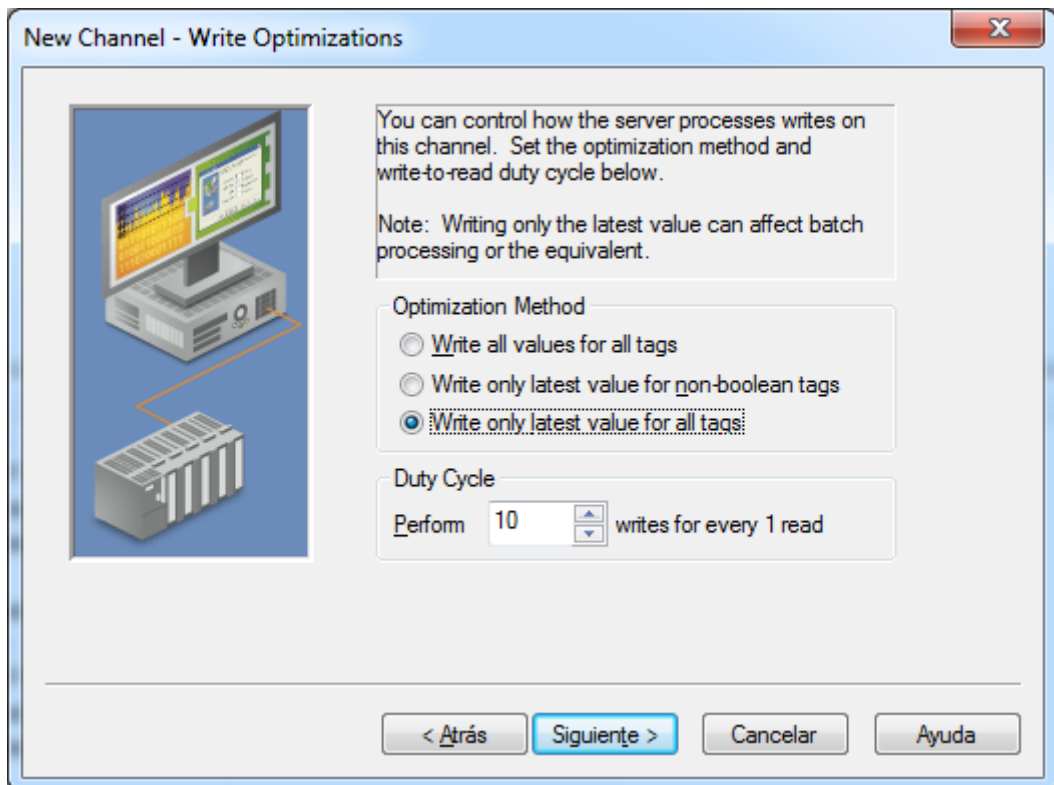 New Channel - Write Optimizations
You can control how the server processes writes on
this channel. Set the optimization method and
write-to-read duty cycle below.
Note: Writing only the latest value can affect batch
processing or the equivalent.
Optimization Method
Write all values for all tags
Write only latest value for non-boolean tags
Write only latest value for all tags
Duty Cycle
Perform 10 writes for every 1 read
< Atrás Siguiente > Cancelar Ayuda